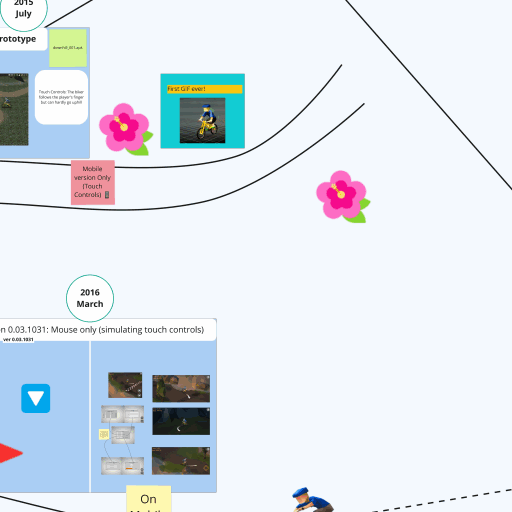 2015
July
rototype
downhill_001.apk
Touch Controls: The biker
follows the player's finger
but can hardly go uphill
First GIF ever!
Mobile
version Only
(Touch
Controls)
2016
March
n 0.03.1031: Mouse only (simulating touch controls)
_ver 0.03.1031
On